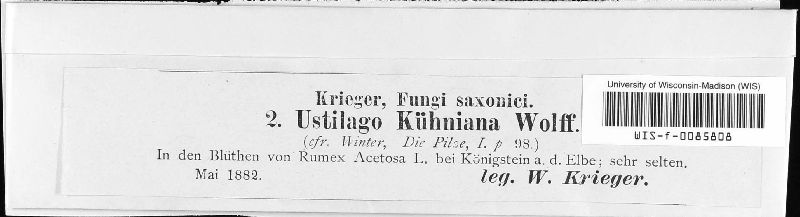 Krieger, Fungi saxonici.
2. Ustilago Kühniana Wolff.
(cfr. Winter, Die Pilze, I. p 98.)
In den Blüthen von Rumex Acetosa L. bei Königstein a. d. Elbe; sehr selten.
Mai 1882.
leg. W. Krieger.
University of Wisconsin-Madison (WIS)
WIS-f-0085808